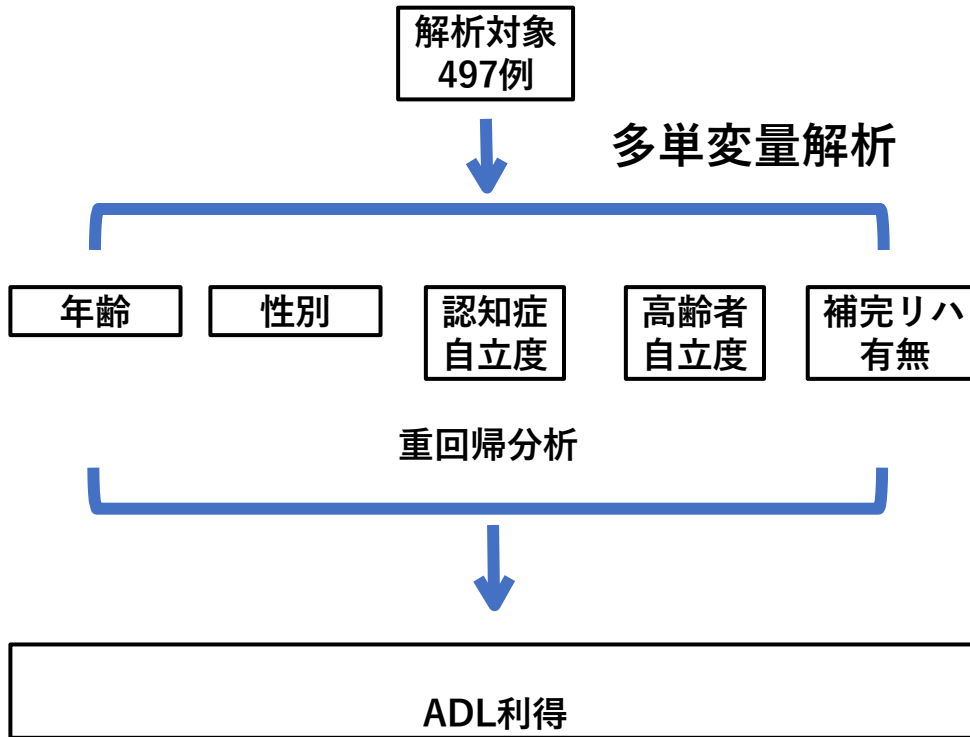 解析対象
497例
多単変量解析
年齢
性別
認知症
自立度
高齢者
自立度
補完リハ
有無
重回帰分析
ADL利得